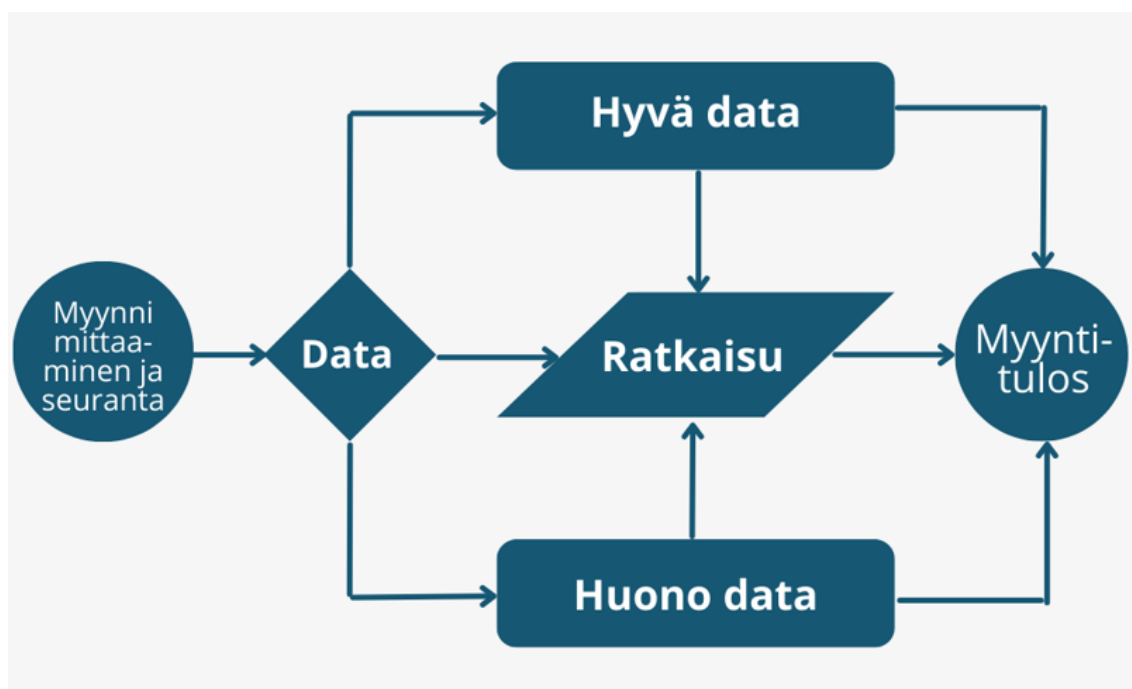 Hyvä data
Myynni
mittaa-
minen ja
seuranta
Data
Ratkaisu
Myynti-
tulos
Huono data